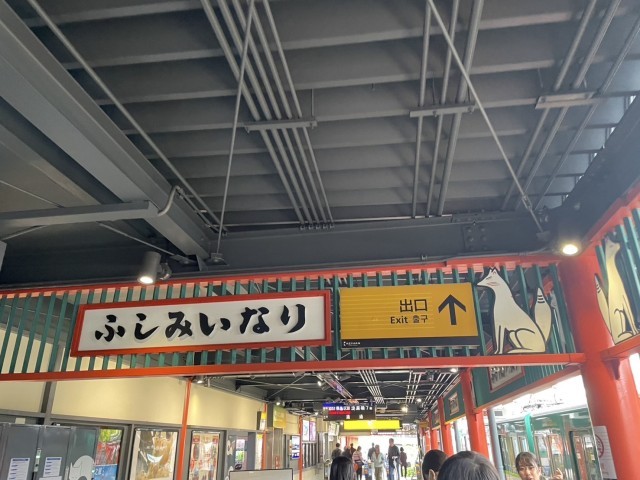 ふしみいなり
出口
Exit 출구